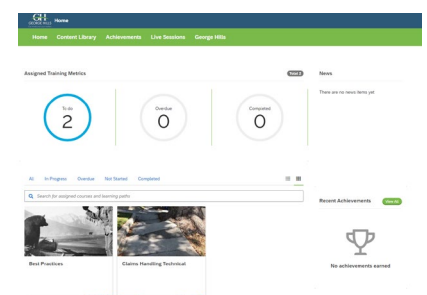 GH
GEORGE HILLS
Home
Home Content Library Achievements Live Sessions George Hills
Assigned Training Metrics
Total 2
To do
2
Overdue
0
Completed
0
News
There are no news items yet
All In-Progress Overdue Not Started Completed
Search for assigned courses and learning paths
Best Practices
Claims Handling Technical
Recent Achievements
View All
No achievements earned